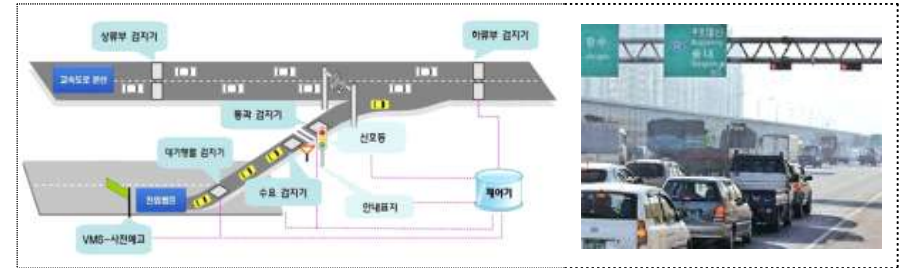 상류부 검지기
하류부 검지기
고속도로 본선
통과 검지기
신호등
대기행렬 검지기
수요 검지기
제어기
진입램프
안내표지
VMS-사전예고